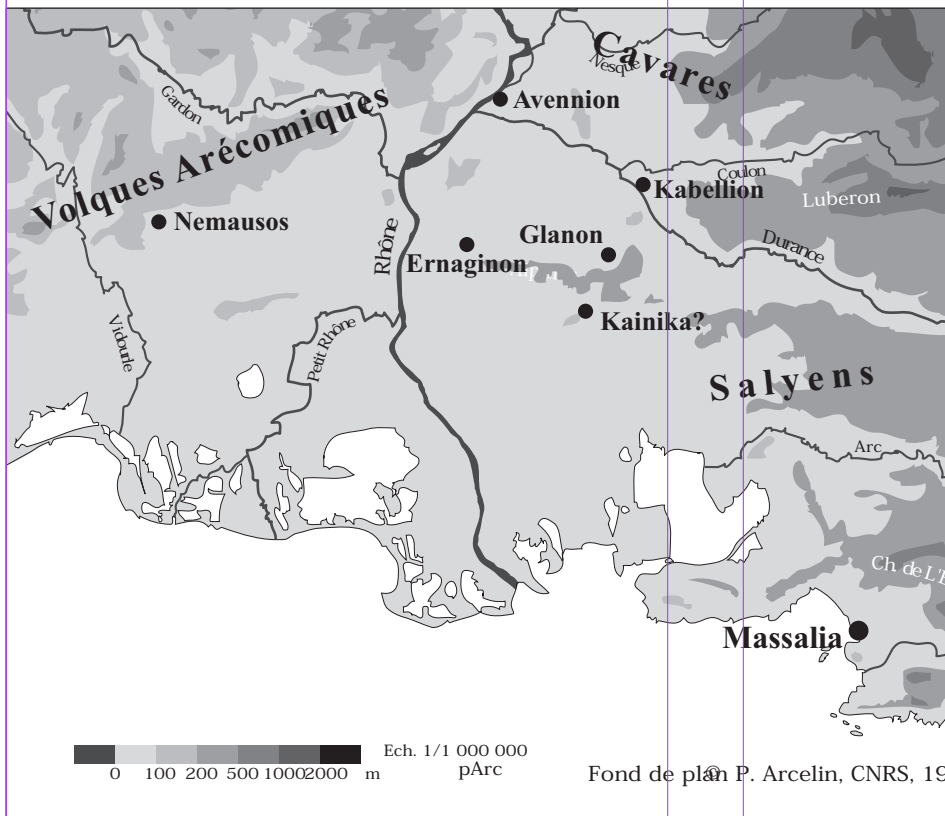 Cavares
Nesque
Gardon
Avennion
Volques Arécomiques
Coulon
Kabellion
Luberon
Nemausos
Rhône
Glanon
Durance
Ernaginon
Kainika?
Vidourle
Petit Rhône
Salyens
Arc
Ch. de L'
Massalia
Ech. 1/1 000 000
pArc
0 100 200 500 1000 2000 m
Fond de plan P. Arcelin, CNRS, 19
©